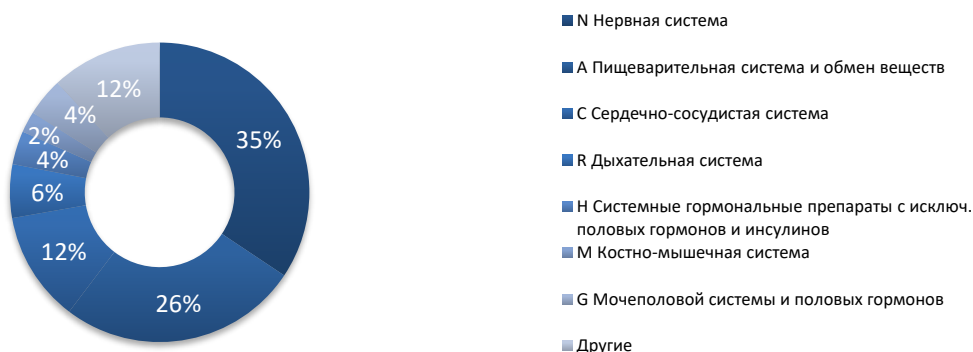 35%
26%
12%
6%
4%
2%
4%
12%
N Нервная система
A Пищеварительная система и обмен веществ
C Сердечно-сосудистая система
R Дыхательная система
H Системные гормональные препараты с исключ.
половых гормонов и инсулинов
M Костно-мышечная система
G Мочеполовой системы и половых гормонов
Другие